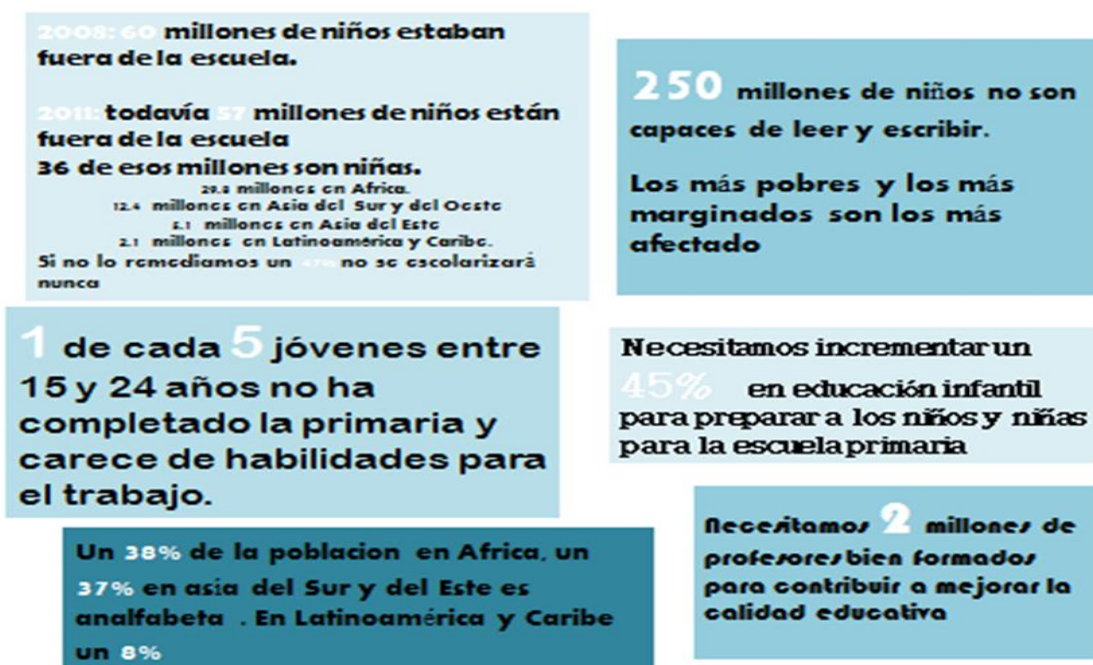 2008: 60 millones de niños estaban
fuera de la escuela.
2011: todavía 57 millones de niños están
fuera de la escuela
36 de esos millones son niñas.
29.8 millones en Africa.
12.4 millones en Asia del Sur y del Oeste
5.1 millones en Asia del Este
2.1 millones en Latinoamérica y Caribe.
Si no lo remediamos un 47% no se escolarizará
nunca
250 millones de niños no son
capaces de leer y escribir.
Los más pobres y los más
marginados son los más
afectado
1 de cada 5 jóvenes entre
15 y 24 años no ha
completado la primaria y
carece de habilidades para
el trabajo.
Necesitamos incrementar un
45% en educación infantil
para preparar a los niños y niñas
para la escuela primaria
Un 38% de la poblacion en Africa, un
37% en asia del Sur y del Este es
analfabeta . En Latinoamérica y Caribe
un 8%
Necesitamos 2 millones de
profesores bien formados
para contribuir a mejorar la
calidad educativa